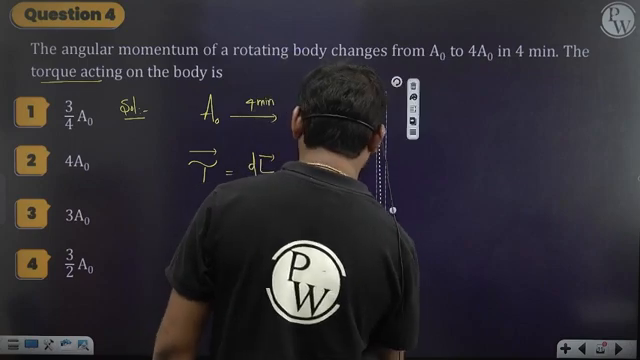 Question 4
PW
The angular momentum of a rotating body changes from A₀ to 4A₀ in 4 min. The
torque acting on the body is
1 3/4 A₀
Sol:-
A₀ 4 min →
2 4A₀
τ⃗ = dL⃗
3 3A₀
4 3/2 A₀
PW